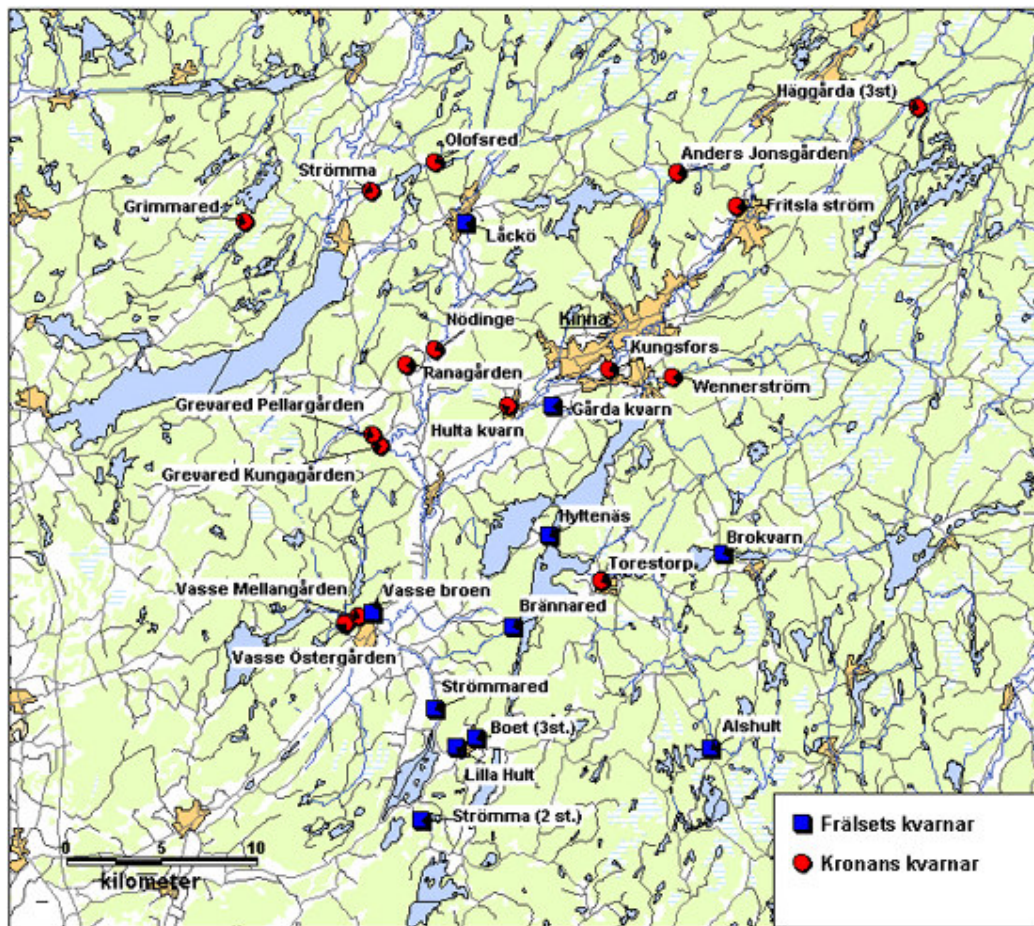 Häggårda (3st)
Olofsred
Anders Jonsgården
Strömma
Grimmared
Fritsla ström
Låckö
Nödinge
Kinna
Kungsfors
Ranagården
Wennerström
Grevared Pellargården
Gårda kvarn
Hulta kvarn
Grevared Kungagården
Hyltenäs
Brokvarn
Torestorp
Vasse Mellangården
Vasse broen
Brännared
Vasse Östergården
Strömmared
Boet (3st.)
Alshult
Lilla Hult
Strömma (2 st.)
Frälsets kvarnar
Kronans kvarnar
0 5 10
kilometer